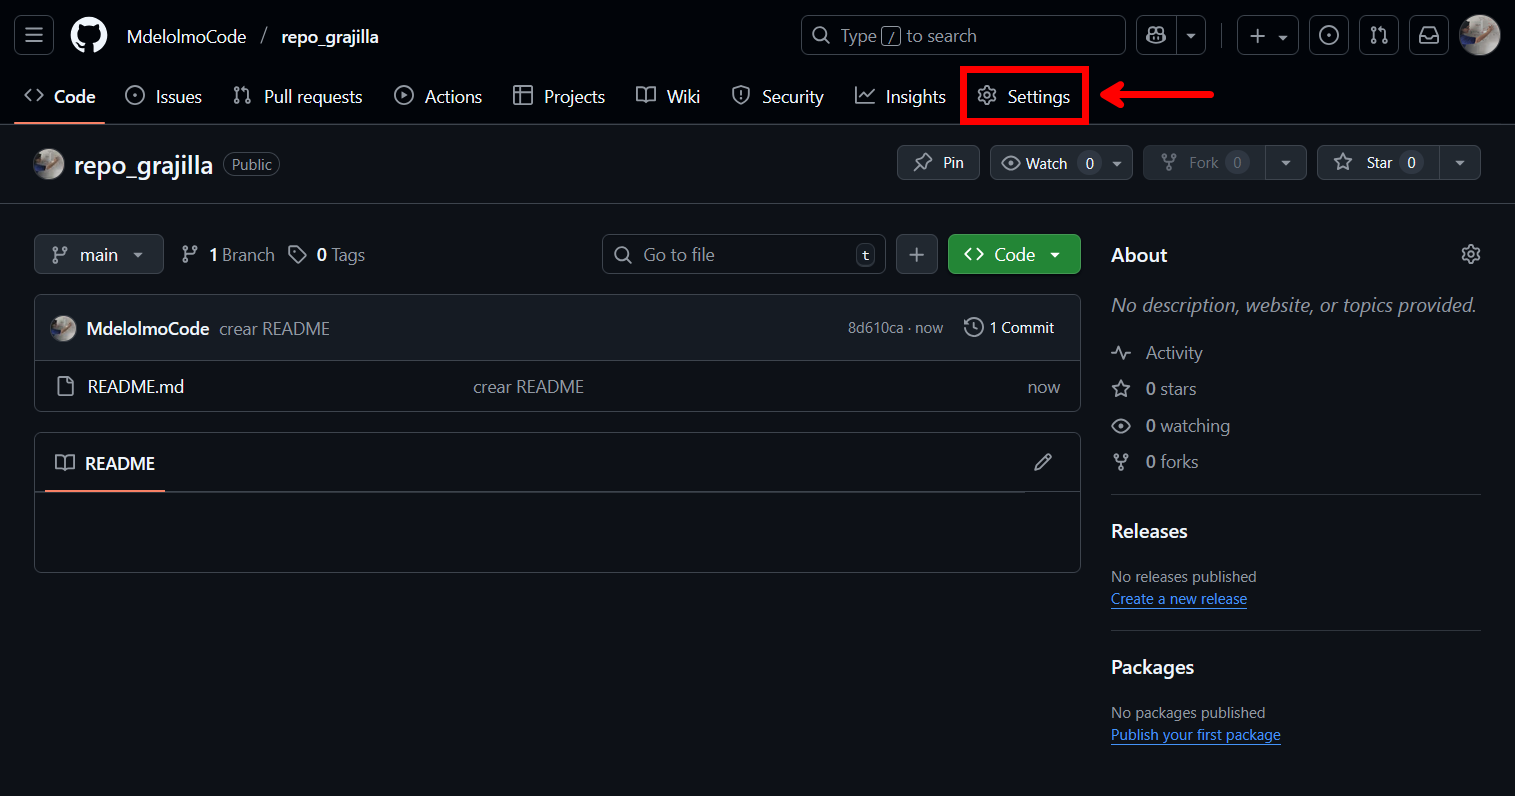 MdelolmoCode / repo_grajilla Type / to search
Code Issues Pull requests Actions Projects Wiki Security Insights Settings
repo_grajilla Public Pin Watch 0 Fork 0 Star 0
main 1 Branch 0 Tags Go to file t Code
MdelolmoCode crear README 8d610ca · now 1 Commit
README.md crear README now
README
About
No description, website, or topics provided.
Activity
0 stars
0 watching
0 forks
Releases
No releases published
Create a new release
Packages
No packages published
Publish your first package